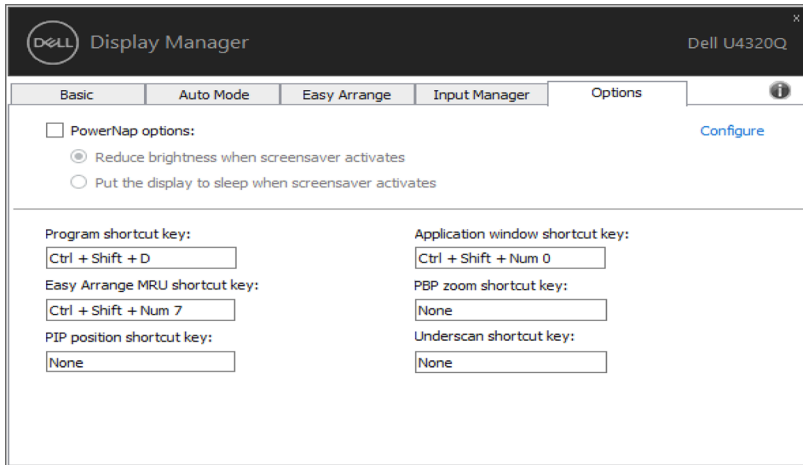 DELL Display Manager
Dell U4320Q
Basic Auto Mode Easy Arrange Input Manager Options
PowerNap options: Configure
Reduce brightness when screensaver activates
Put the display to sleep when screensaver activates
Program shortcut key: Application window shortcut key:
Ctrl + Shift + D Ctrl + Shift + Num 0
Easy Arrange MRU shortcut key: PBP zoom shortcut key:
Ctrl + Shift + Num 7 None
PIP position shortcut key: Underscan shortcut key:
None None